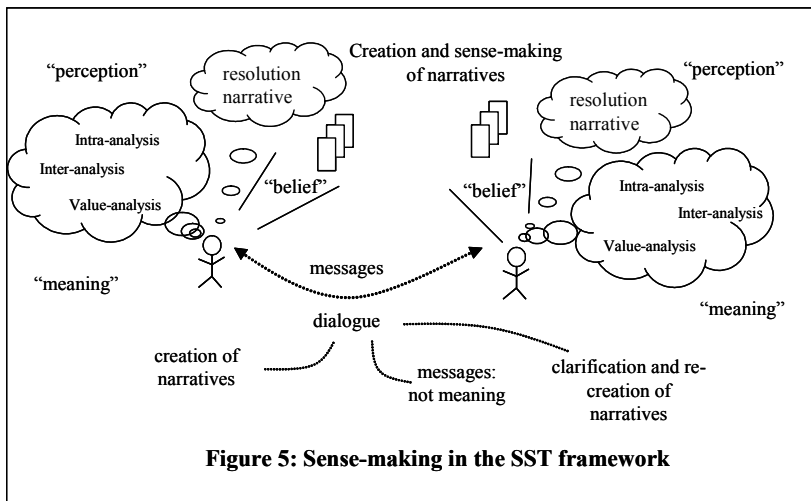 “perception”
resolution
narrative
Creation and sense-making
of narratives
“perception”
resolution
narrative
Intra-analysis
Inter-analysis
Value-analysis
“belief”
“belief”
Intra-analysis
Inter-analysis
Value-analysis
“meaning”
messages
“meaning”
dialogue
creation of
narratives
messages:
not meaning
clarification and re-
creation of
narratives
Figure 5: Sense-making in the SST framework